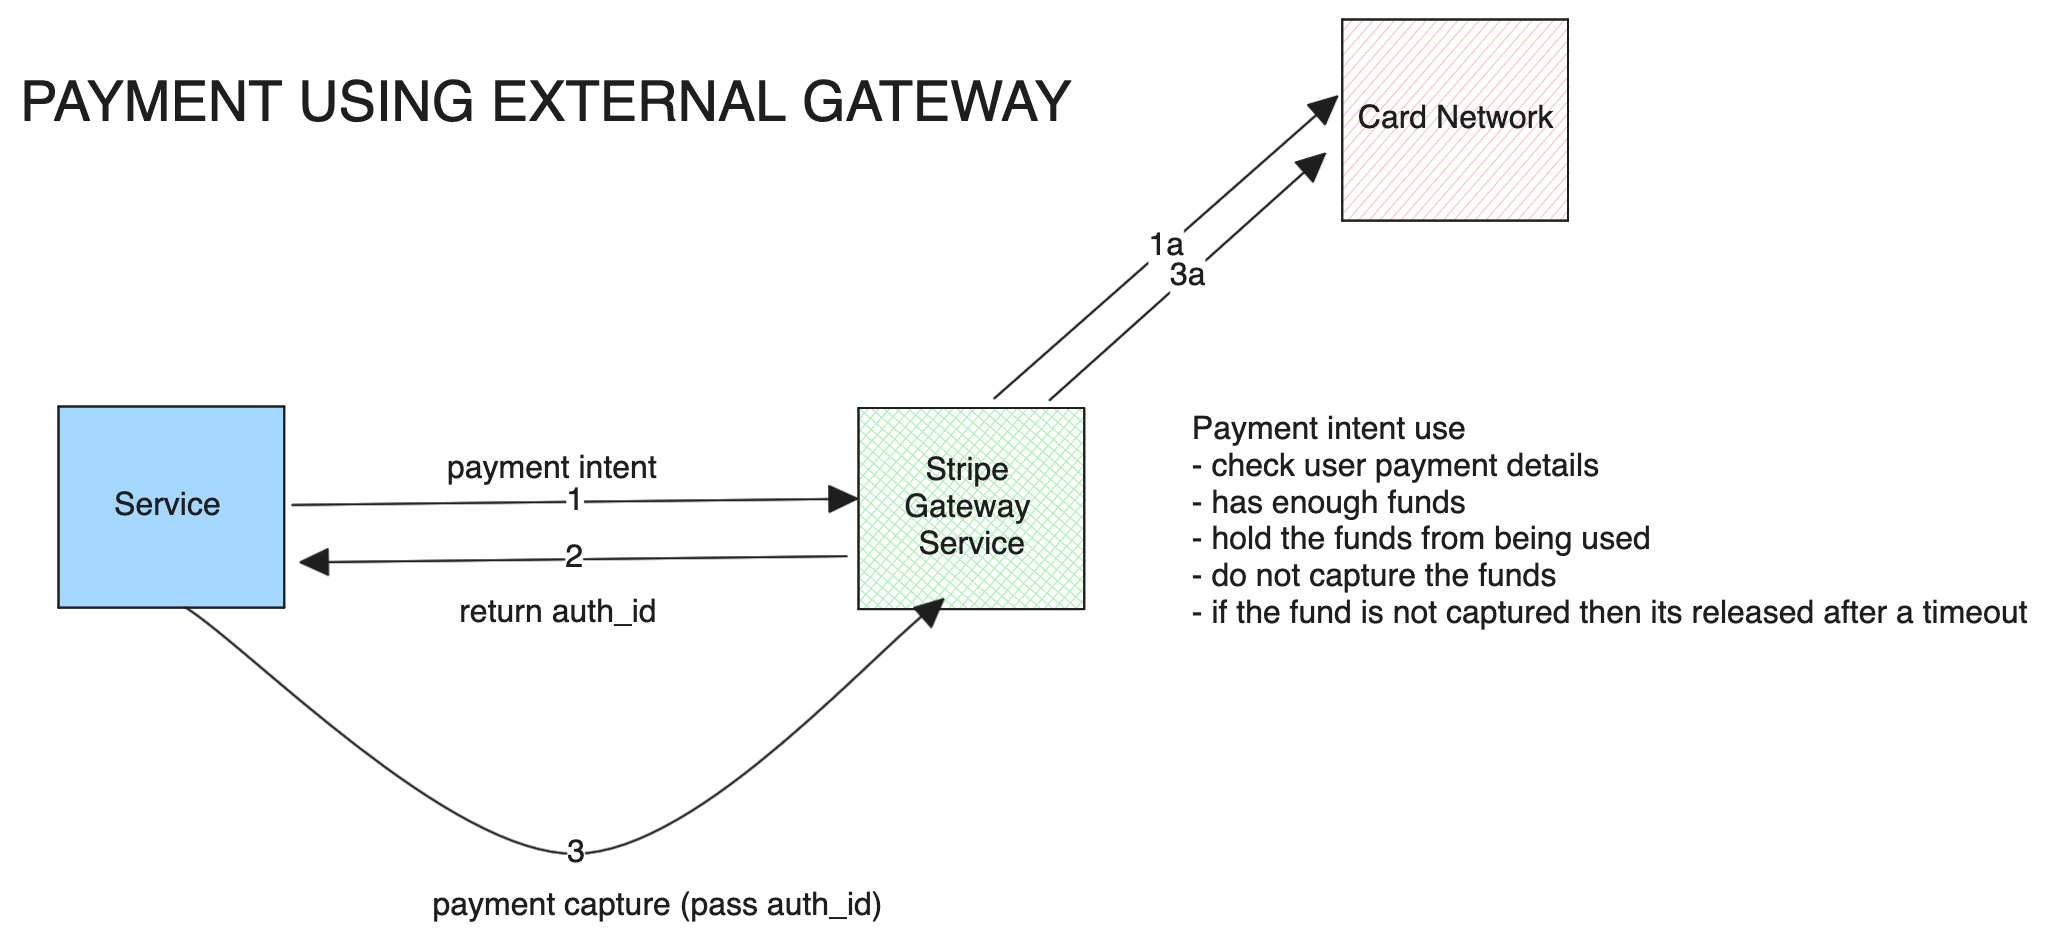 PAYMENT USING EXTERNAL GATEWAY
Card Network
1a
3a
Service
payment intent
1
2
return auth_id
Stripe
Gateway
Service
Payment intent use
- check user payment details
- has enough funds
- hold the funds from being used
- do not capture the funds
- if the fund is not captured then its released after a timeout
3
payment capture (pass auth_id)